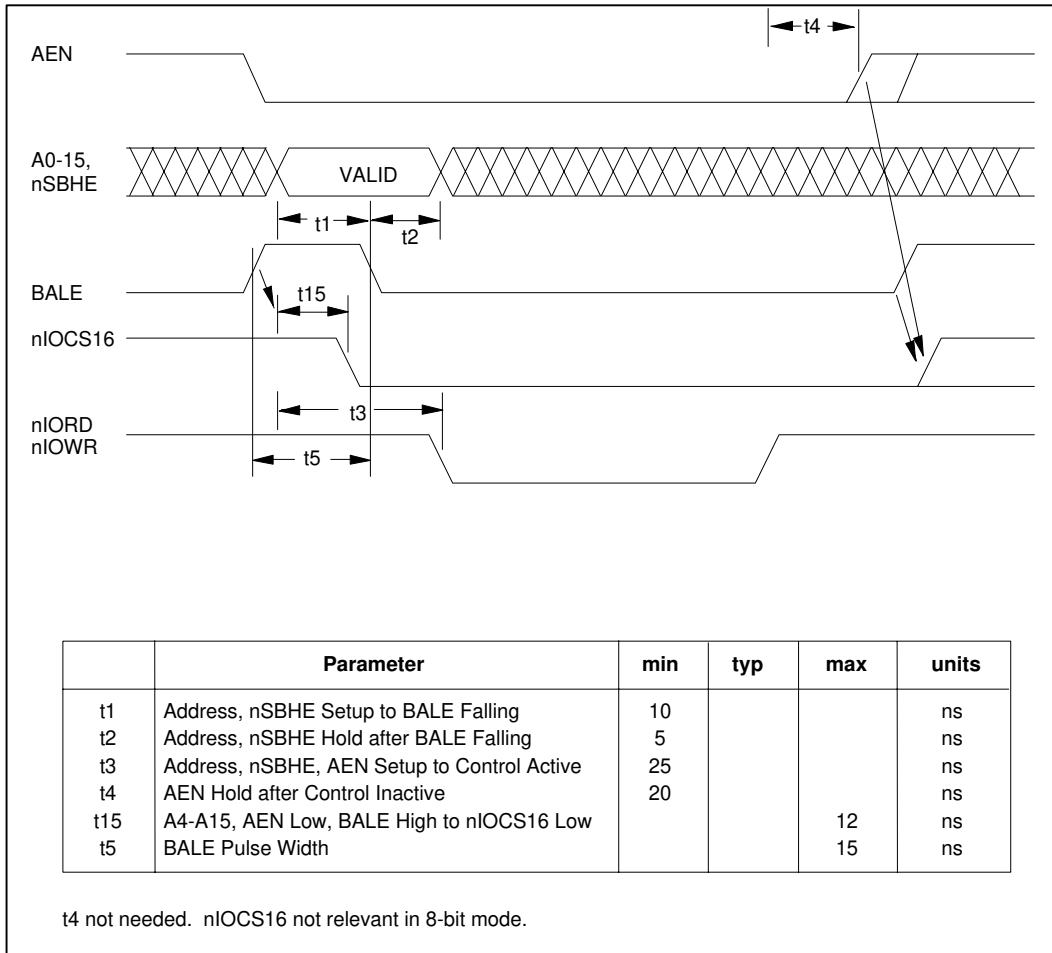 t4
AEN
A0-15,
nSBHE
VALID
t1
t2
BALE
t15
nIOCS16
t3
nIORD
nIOWR
t5
Parameter min typ max units
t1 Address, nSBHE Setup to BALE Falling 10 ns
t2 Address, nSBHE Hold after BALE Falling 5 ns
t3 Address, nSBHE, AEN Setup to Control Active 25 ns
t4 AEN Hold after Control Inactive 20 ns
t15 A4-A15, AEN Low, BALE High to nIOCS16 Low 12 ns
t5 BALE Pulse Width 15 ns
t4 not needed. nIOCS16 not relevant in 8-bit mode.